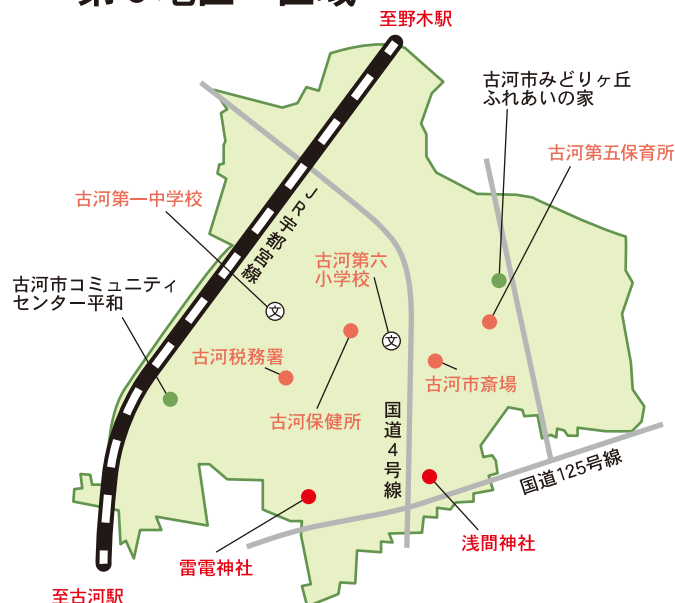 至野木駅
古河市みどりヶ丘
ふれあいの家
古河第五保育所
古河第一中学校
JR宇都宮線
古河第六
小学校
古河市コミュニティ
センター平和
文
文
古河税務署
古河市斎場
古河保健所
国道4号線
国道125号線
浅間神社
雷電神社
至古河駅